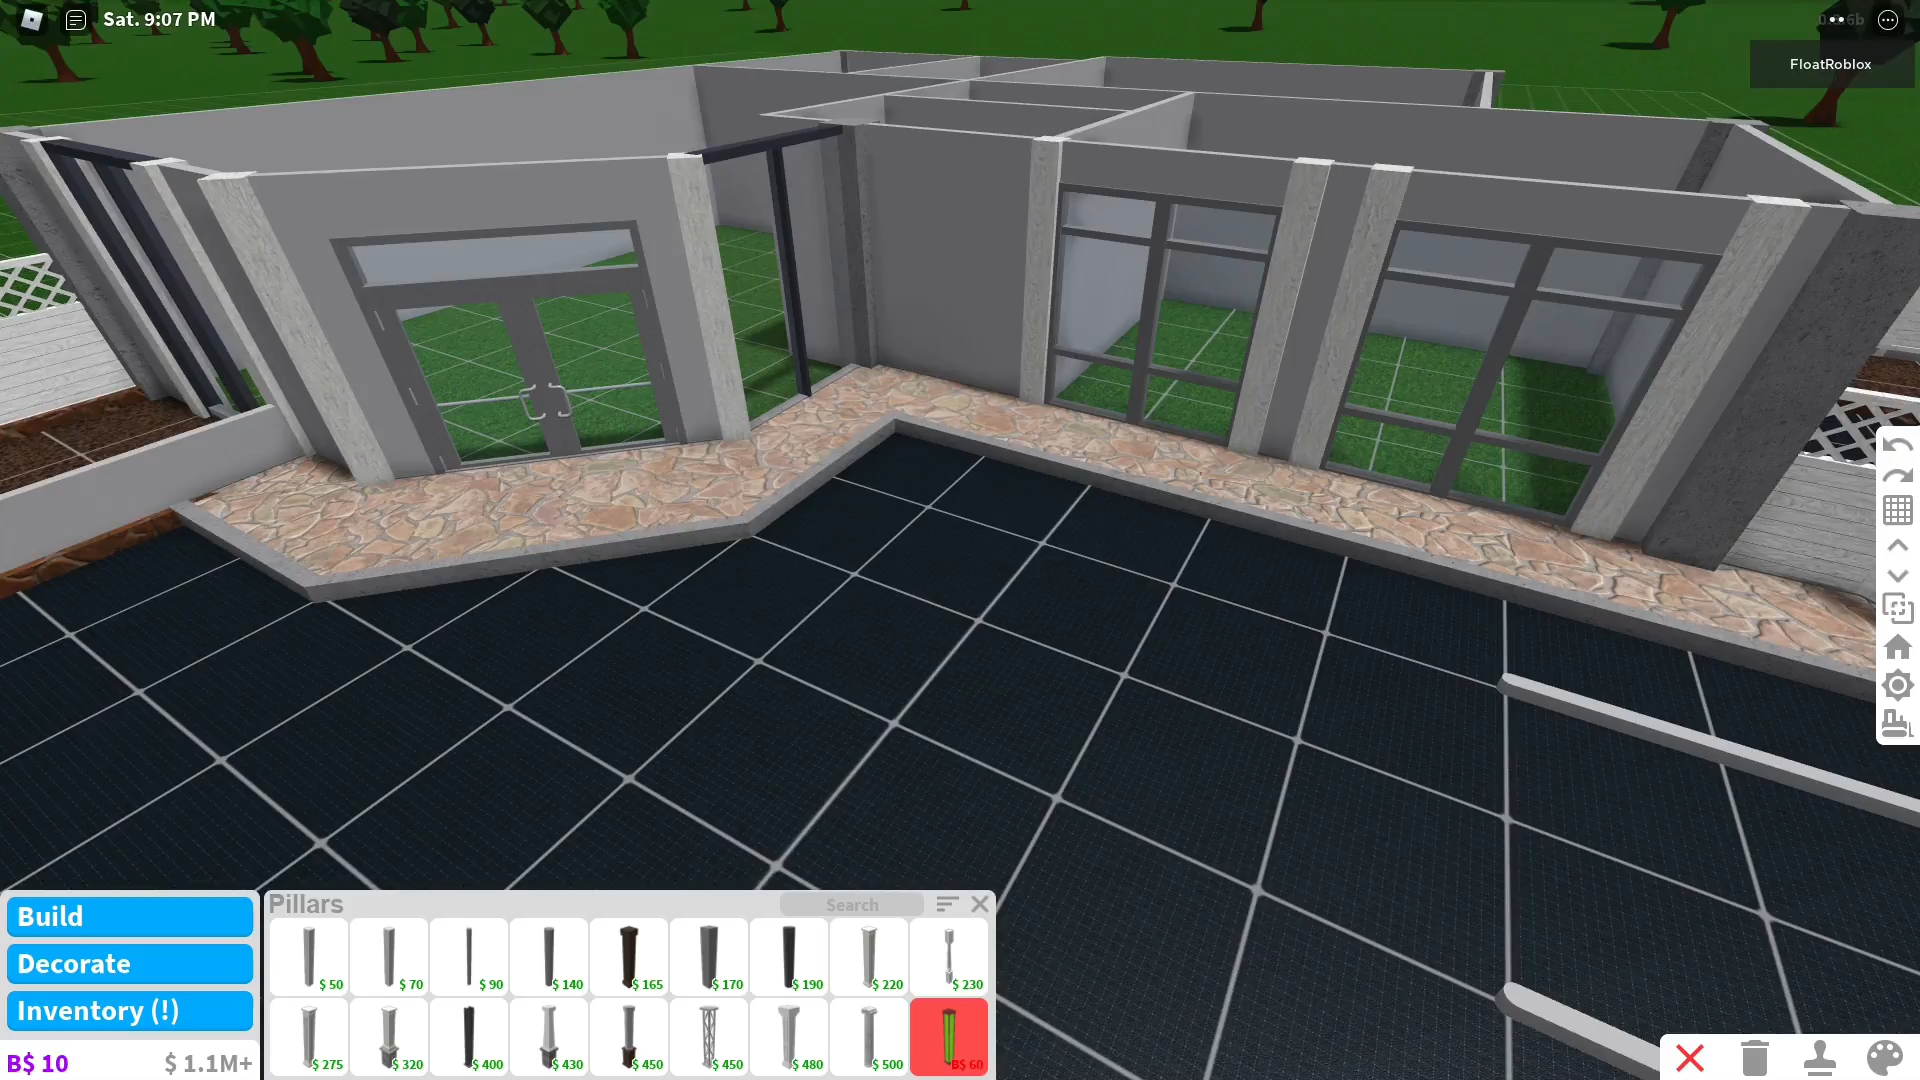 Sat. 9:07 PM
FloatRoblox
Build
Decorate
Inventory (!)
B$ 10
$ 1.1M+
Pillars
Search
$ 50
$ 70
$ 90
$ 140
$ 165
$ 170
$ 190
$ 220
$ 230
$ 275
$ 320
$ 400
$ 430
$ 450
$ 450
$ 480
$ 500
B$ 60